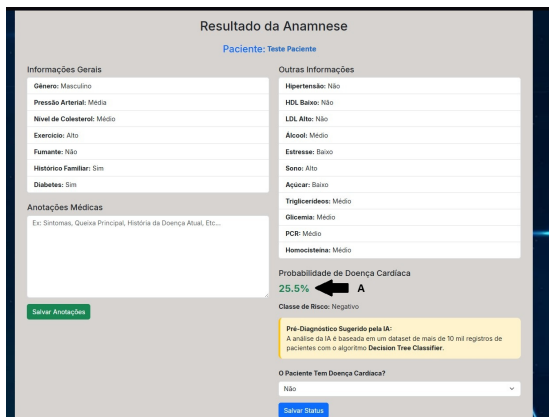 Resultado da Anamnese
Paciente: Teste Paciente
Informações Gerais
Gênero: Masculino
Pressão Arterial: Média
Nível de Colesterol: Médio
Exercício: Alto
Fumante: Não
Histórico Familiar: Sim
Diabetes: Sim
Anotações Médicas
Ex: Sintomas, Queixa Principal, História da Doença Atual, Etc...
Salvar Anotações
Outras Informações
Hipertensão: Não
HDL Baixo: Não
LDL Alto: Não
Álcool: Médio
Estresse: Baixo
Sono: Alto
Açúcar: Baixo
Triglicerídeos: Médio
Glicemia: Médio
PCR: Médio
Homocisteína: Médio
Probabilidade de Doença Cardíaca
25.5% A
Classe de Risco: Negativo
Pré-Diagnóstico Sugerido pela IA:
A análise da IA é baseada em um dataset de mais de 10 mil registros de
pacientes com o algoritmo Decision Tree Classifier.
O Paciente Tem Doença Cardíaca?
Não
Salvar Status